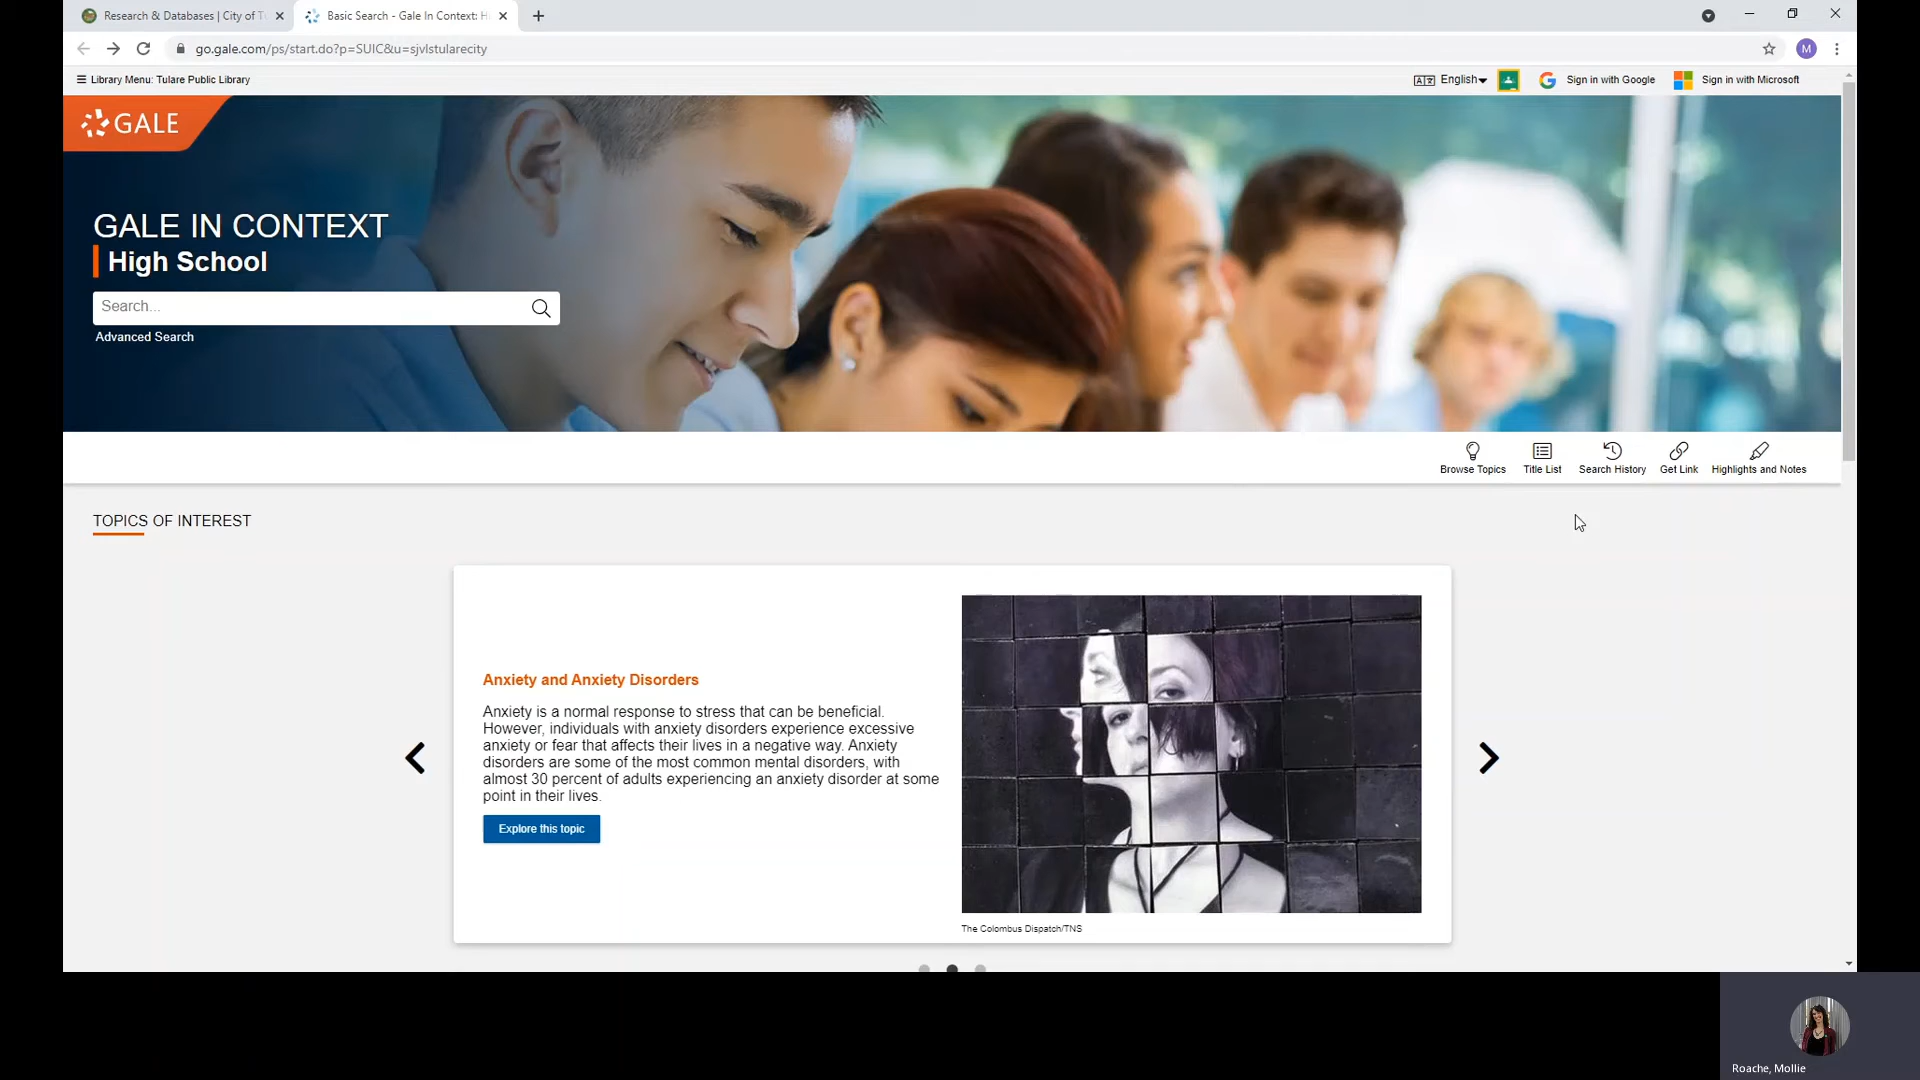 Research & Databases | City of T
Basic Search - Gale In Context: H
go.gale.com/ps/start.do?p=SUIC&u=sjvlstularecity
M
Library Menu: Tulare Public Library
English
Sign in with Google
Sign in with Microsoft
GALE
GALE IN CONTEXT
High School
Search...
Advanced Search
Browse Topics
Title List
Search History
Get Link
Highlights and Notes
TOPICS OF INTEREST
Anxiety and Anxiety Disorders
Anxiety is a normal response to stress that can be beneficial.
However, individuals with anxiety disorders experience excessive
anxiety or fear that affects their lives in a negative way. Anxiety
disorders are some of the most common mental disorders, with
almost 30 percent of adults experiencing an anxiety disorder at some
point in their lives.
Explore this topic
The Colombus Dispatch/TNS
Roache, Mollie